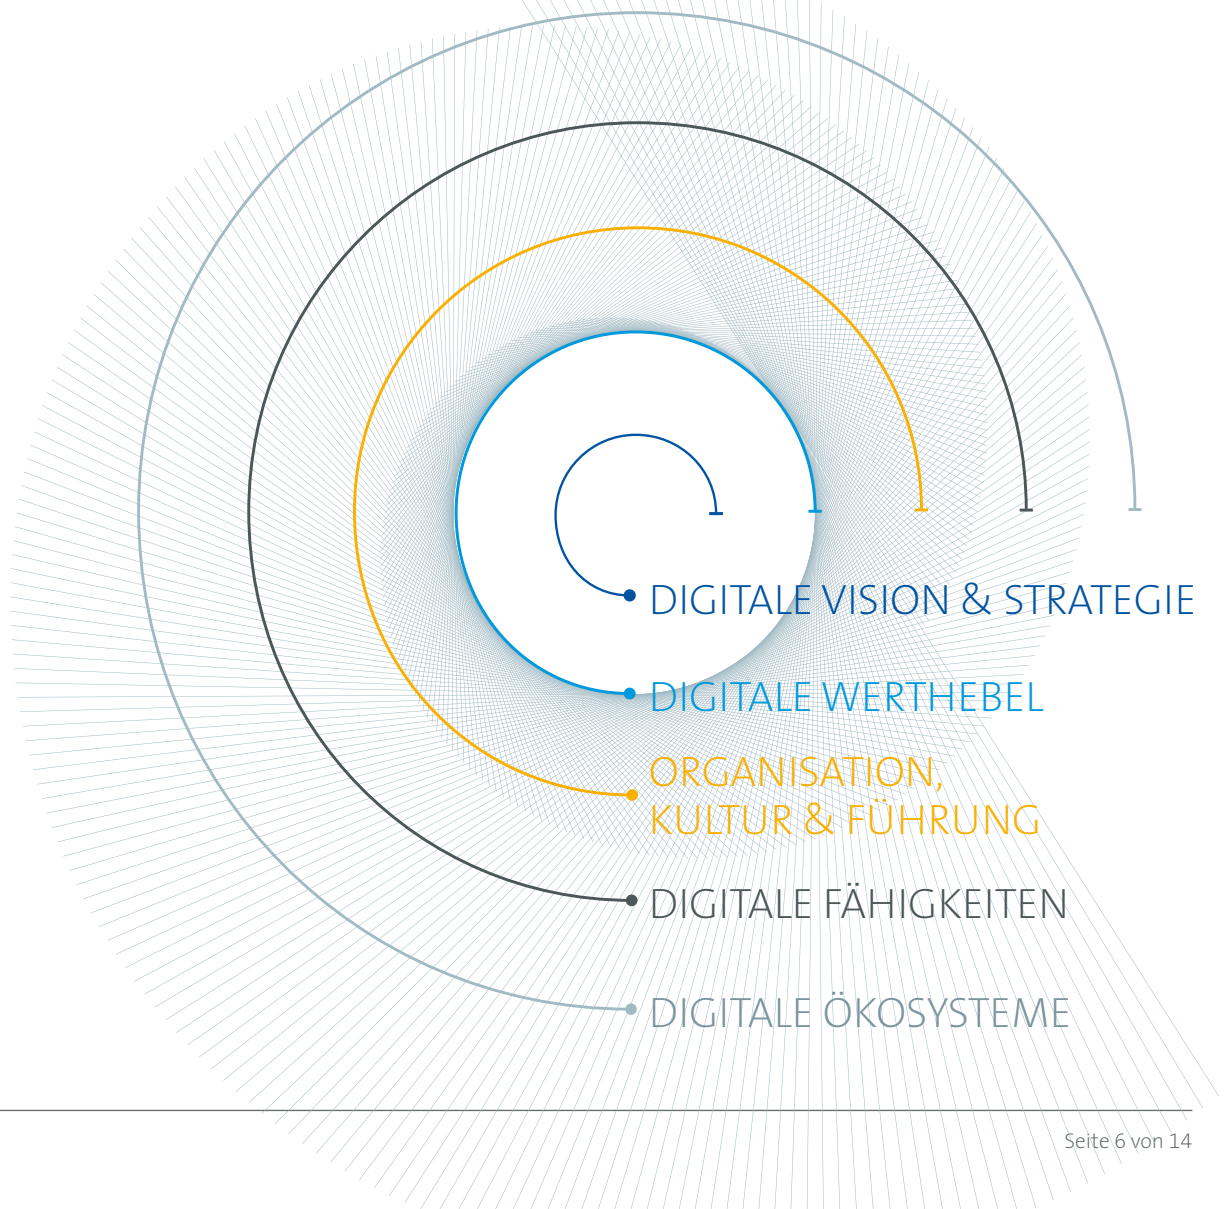 DIGITALE VISION & STRATEGIE
DIGITALE WERTHEBEL
ORGANISATION,
KULTUR & FÜHRUNG
DIGITALE FÄHIGKEITEN
DIGITALE ÖKOSYSTEME
Seite 6 von 14